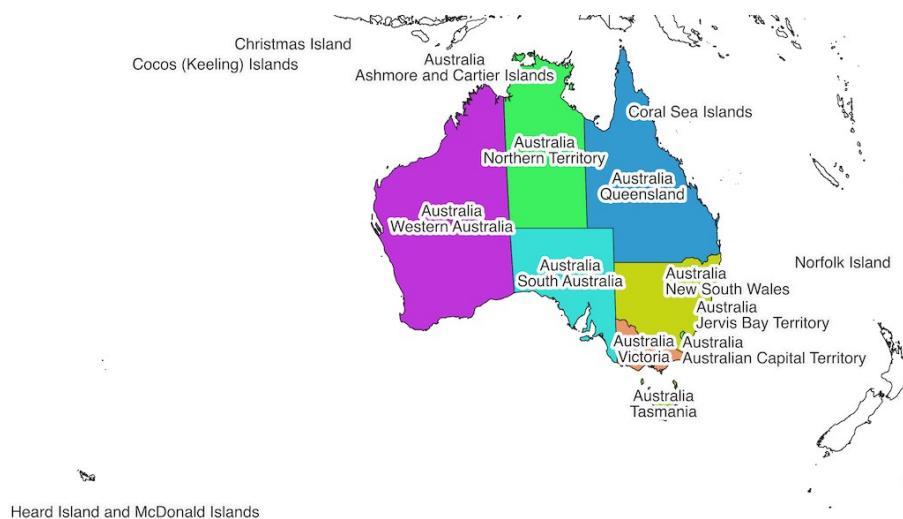 Christmas Island
Cocos (Keeling) Islands
Australia
Ashmore and Cartier Islands
Coral Sea Islands
Australia
Northern Territory
Australia
Queensland
Australia
Western Australia
Australia
South Australia
Norfolk Island
Australia
New South Wales
Australia
Jervis Bay Territory
Australia
Victoria
Australia
Australian Capital Territory
Australia
Tasmania
Heard Island and McDonald Islands